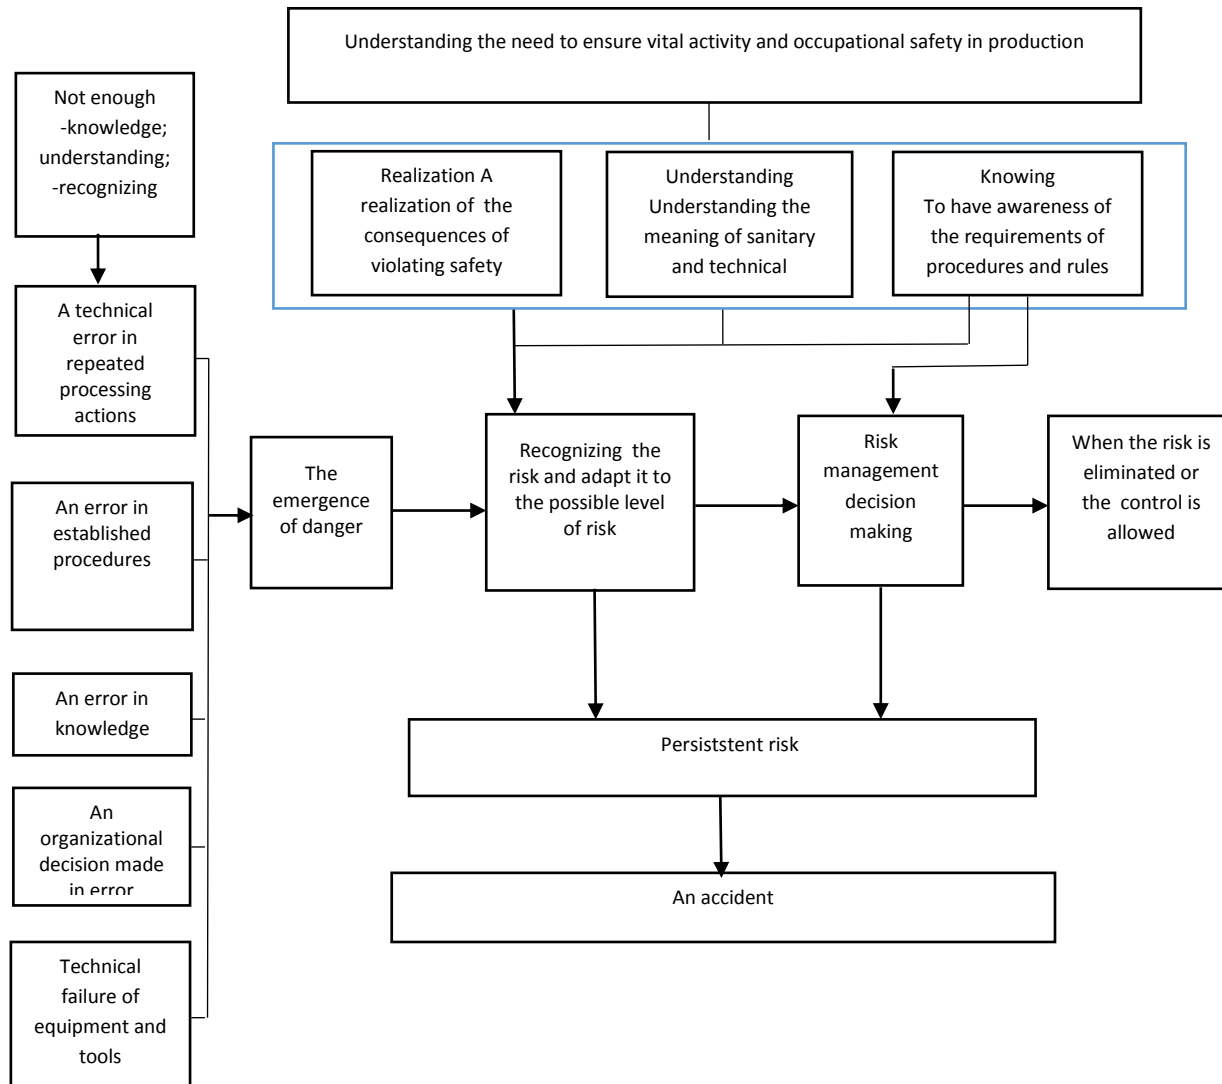 Understanding the need to ensure vital activity and occupational safety in production
Not enough
-knowledge;
understanding;
-recognizing
Realization A
realization of the
consequences of
violating safety
Understanding
Understanding the
meaning of sanitary
and technical
Knowing
To have awareness of
the requirements of
procedures and rules
A technical
error in
repeated
processing
actions
An error in
established
procedures
An error in
knowledge
An
organizational
decision made
in error
Technical
failure of
equipment and
tools
The
emergence
of danger
Recognizing the
risk and adapt it to
the possible level
of risk
Risk
management
decision
making
When the risk is
eliminated or
the control is
allowed
Persiststent risk
An accident